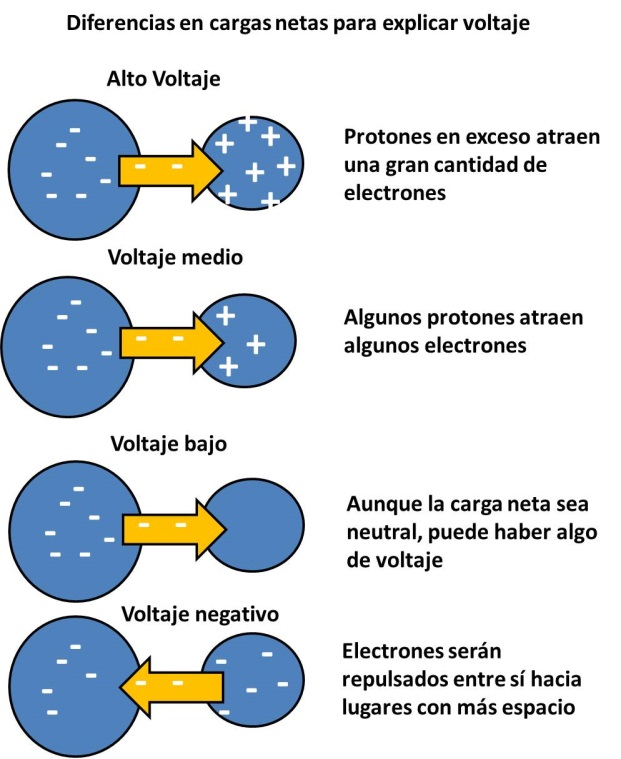 Diferencias en cargas netas para explicar voltaje
Alto Voltaje
Protones en exceso atraen
una gran cantidad de
electrones
Voltaje medio
Algunos protones atraen
algunos electrones
Voltaje bajo
Aunque la carga neta sea
neutral, puede haber algo
de voltaje
Voltaje negativo
Electrones serán
repulsados entre sí hacia
lugares con más espacio